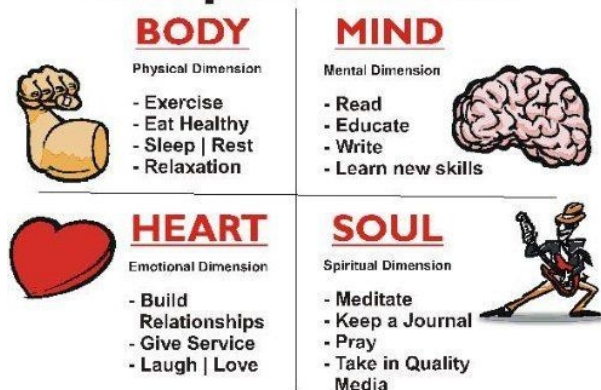 BODY
Physical Dimension
- Exercise
- Eat Healthy
- Sleep | Rest
- Relaxation
MIND
Mental Dimension
- Read
- Educate
- Write
- Learn new skills
HEART
Emotional Dimension
- Build
Relationships
- Give Service
- Laugh | Love
SOUL
Spiritual Dimension
- Meditate
- Keep a Journal
- Pray
- Take in Quality
Media